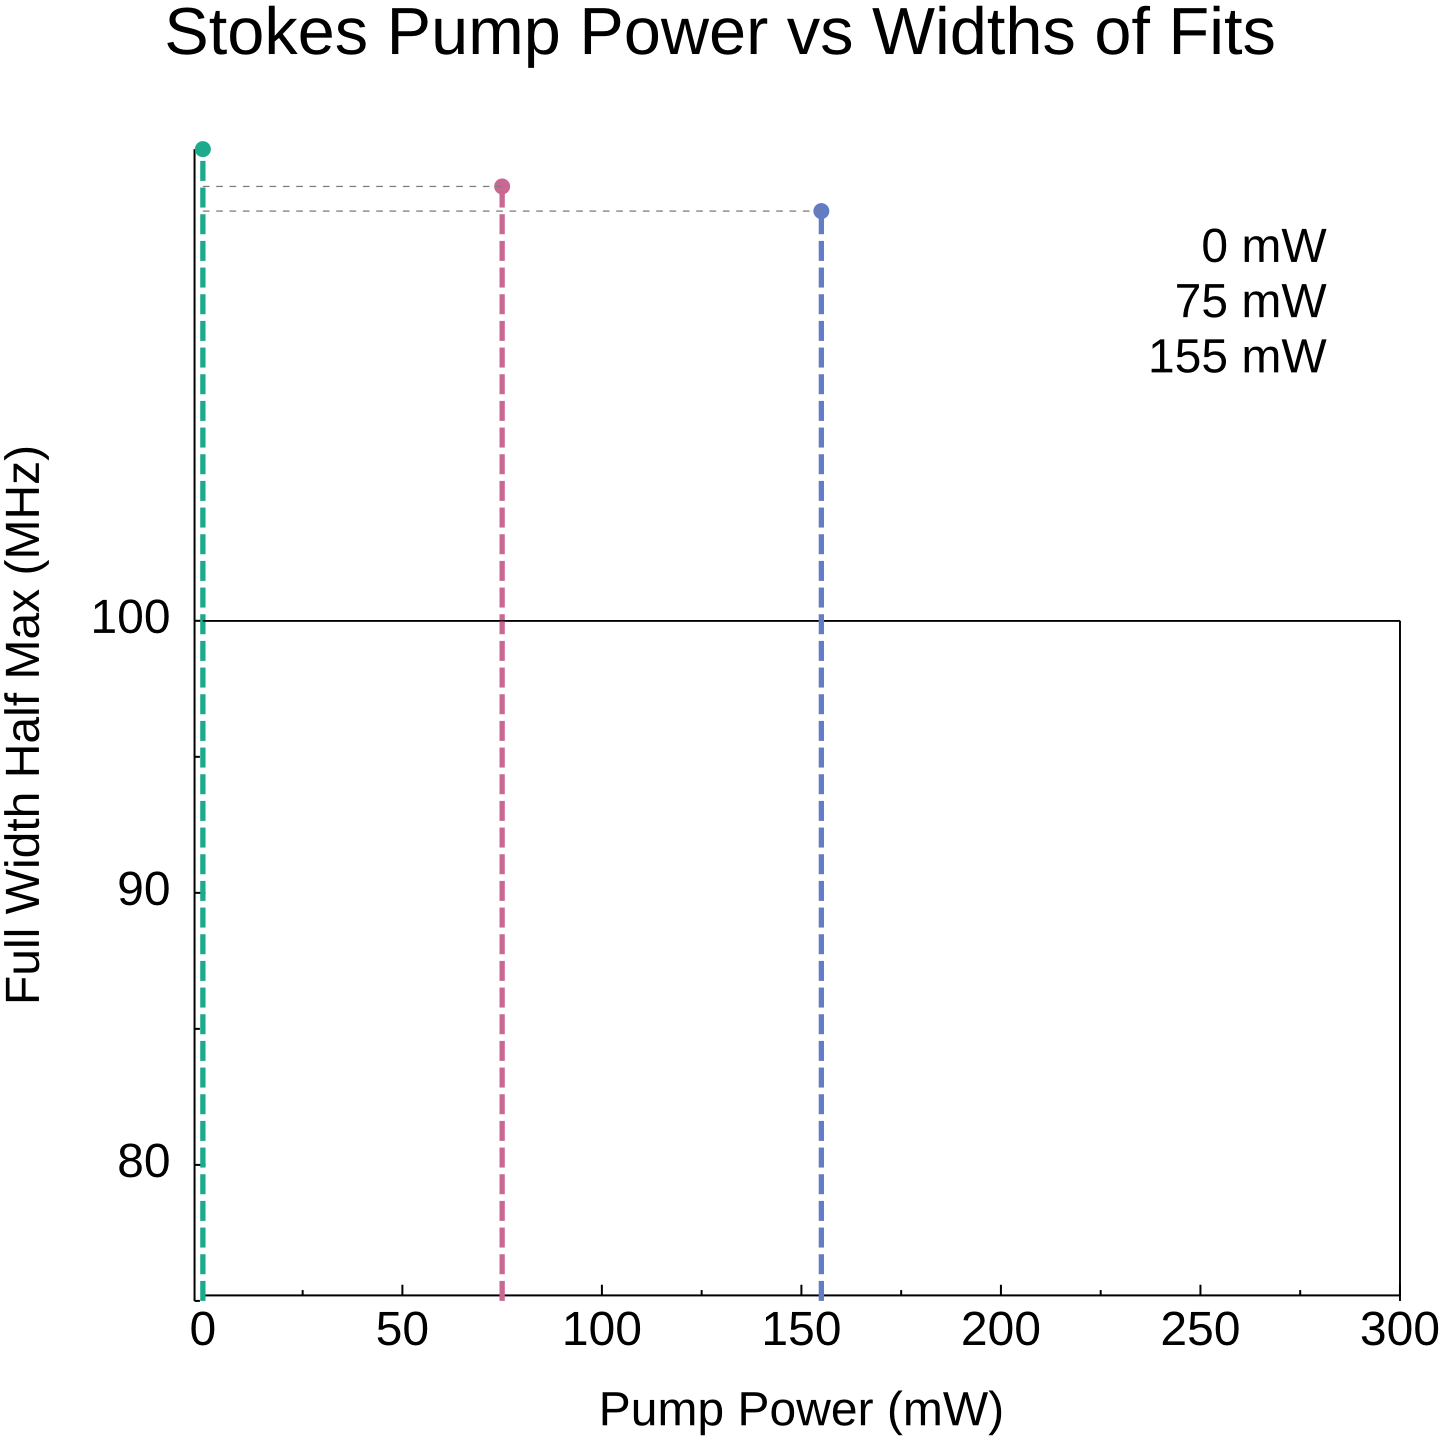 Stokes Pump Power vs Widths of Fits
0 mW
75 mW
155 mW
Full Width Half Max (MHz)
100
90
80
0 50 100 150 200 250 300
Pump Power (mW)